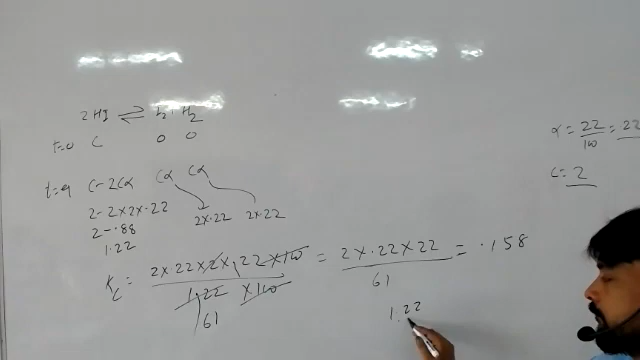 2HI ⇌ I2 + H2
t=0 C 0 0
t=eq C-2Cα Cα Cα
2-2×2×.22 2×.22 2×.22
2-.88
1.22
α = 22/100 = .22
C = 2
Kc = 2×.22×2×.22×100 / 1.22×100 = 2×.22×22 / 61 = .158
61
1.22